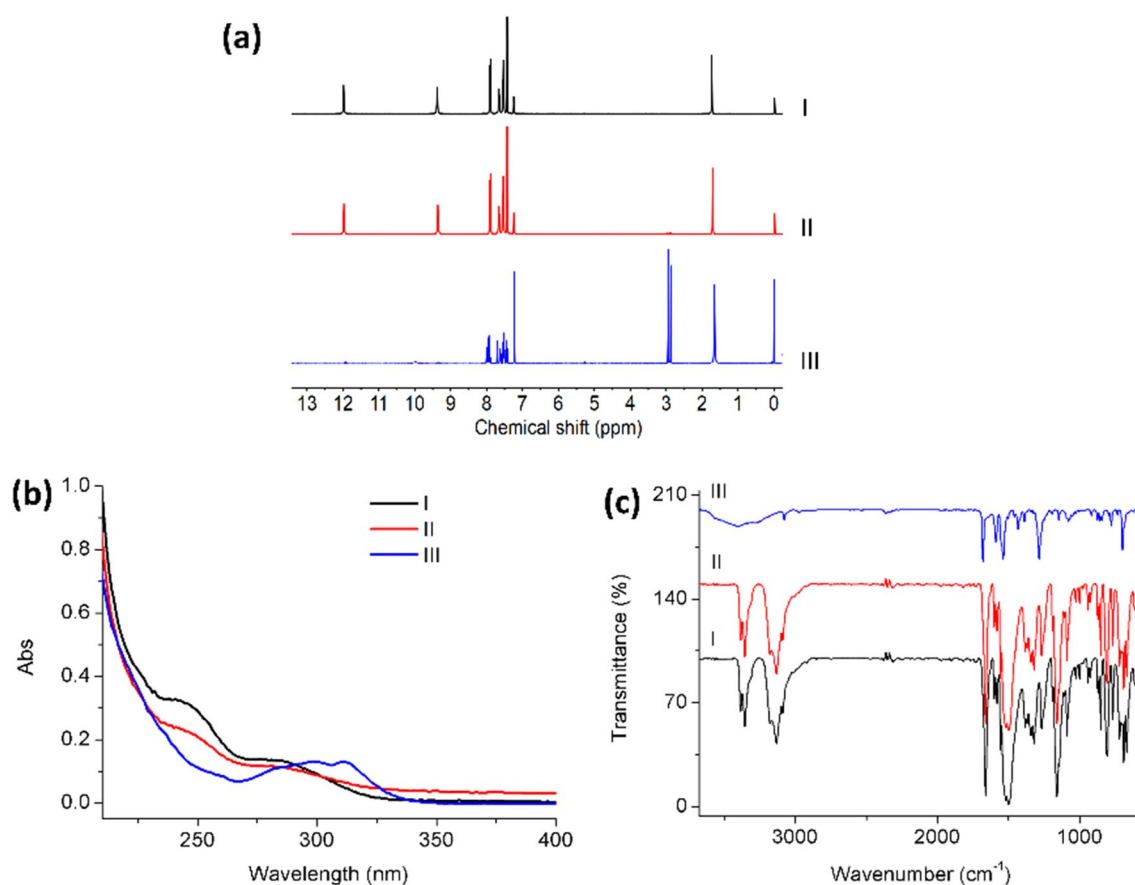 (a)
I
II
III
13 12 11 10 9 8 7 6 5 4 3 2 1 0
Chemical shift (ppm)
(b)
1.0
0.8
0.6
0.4
0.2
0.0
Abs
I
II
III
250 300 350 400
Wavelength (nm)
(c)
210
140
70
0
Transmittance (%)
III
II
I
3000 2000 1000
Wavenumber (cm⁻¹)